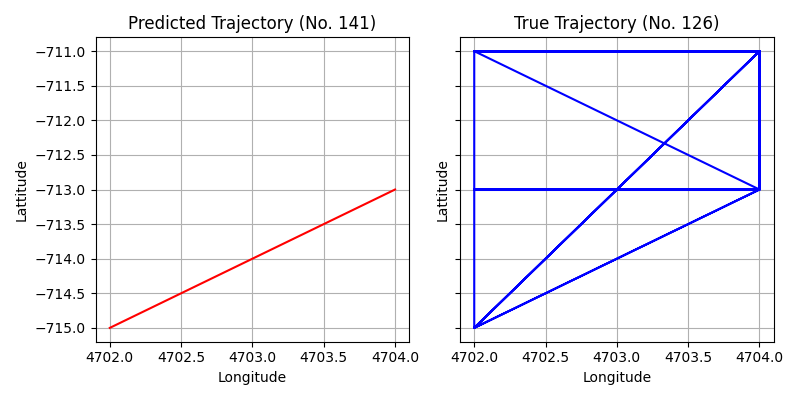 Predicted Trajectory (No. 141)
−711.0
−711.5
−712.0
−712.5
−713.0
−713.5
−714.0
−714.5
−715.0
Lattitude
4702.0 4702.5 4703.0 4703.5 4704.0
Longitude
True Trajectory (No. 126)
Lattitude
4702.0 4702.5 4703.0 4703.5 4704.0
Longitude